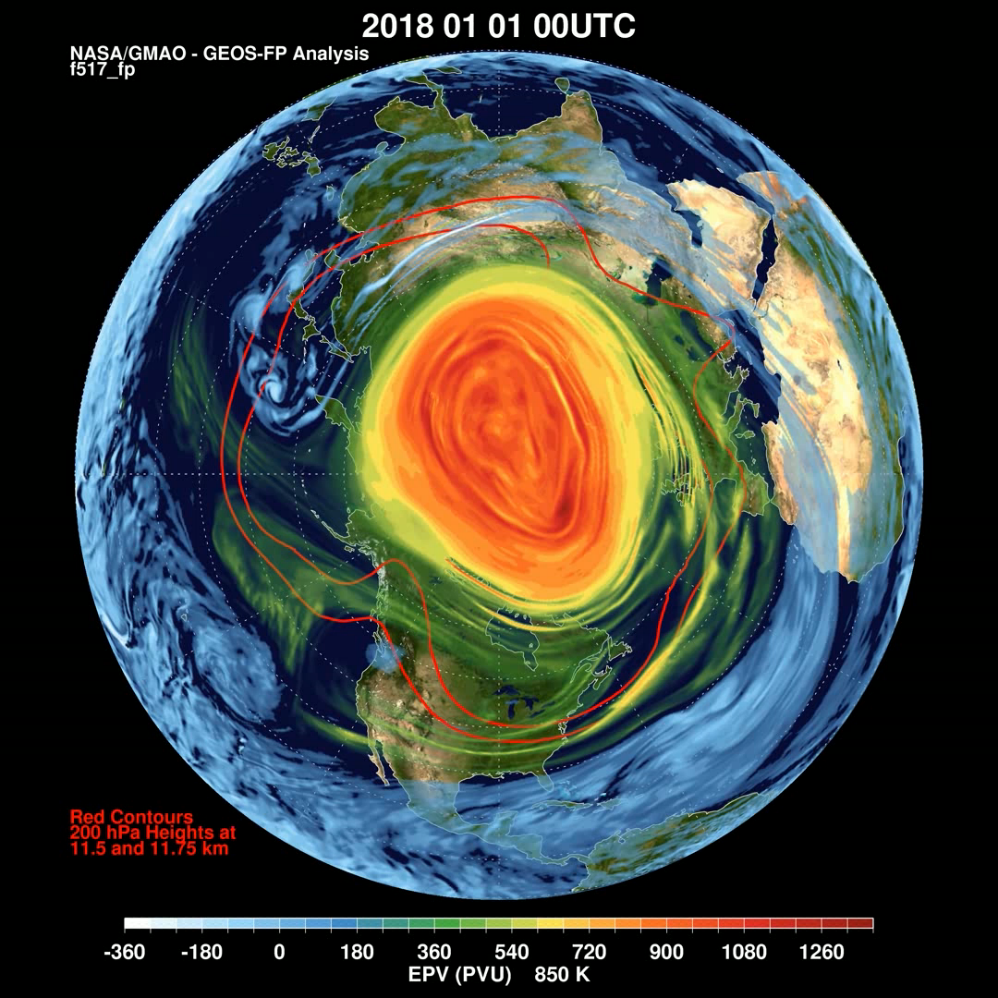 2018 01 01 00UTC
NASA/GMAO - GEOS-FP Analysis
f517_fp
Red Contours
200 hPa Heights at
11.5 and 11.75 km
-360 -180 0 180 360 540 720 900 1080 1260
EPV (PVU) 850 K